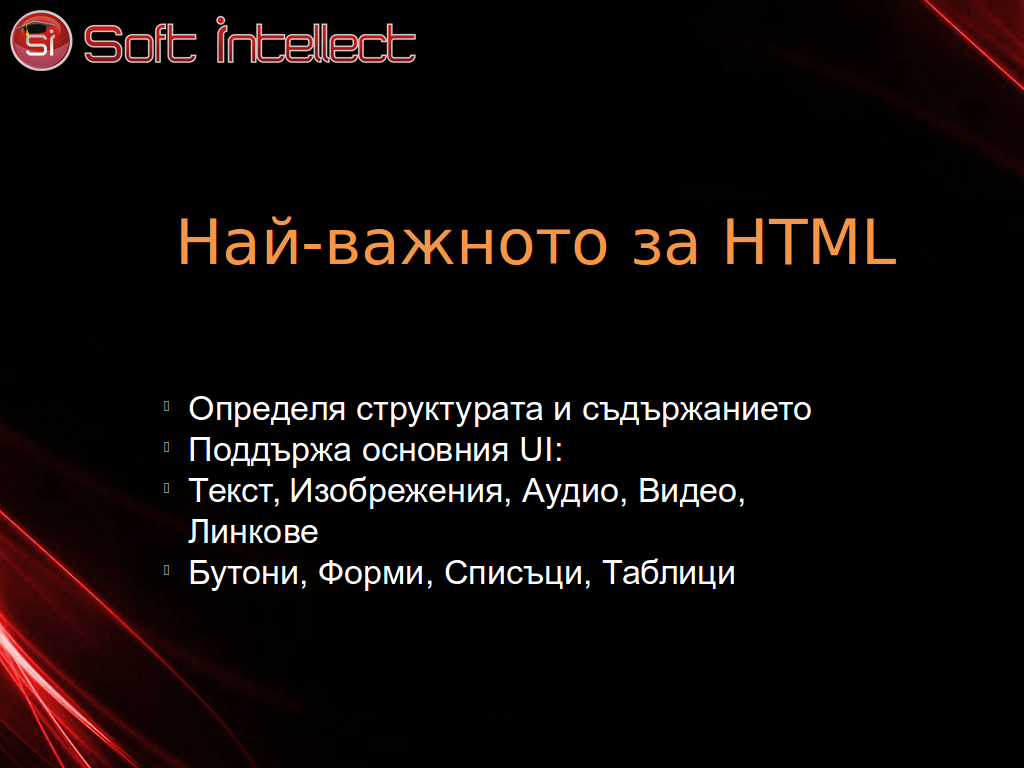 Si Soft Intellect
Най-важното за HTML
Определя структурата и съдържанието
Поддържа основния UI:
Текст, Изобрежения, Аудио, Видео,
Линкове
Бутони, Форми, Списъци, Таблици